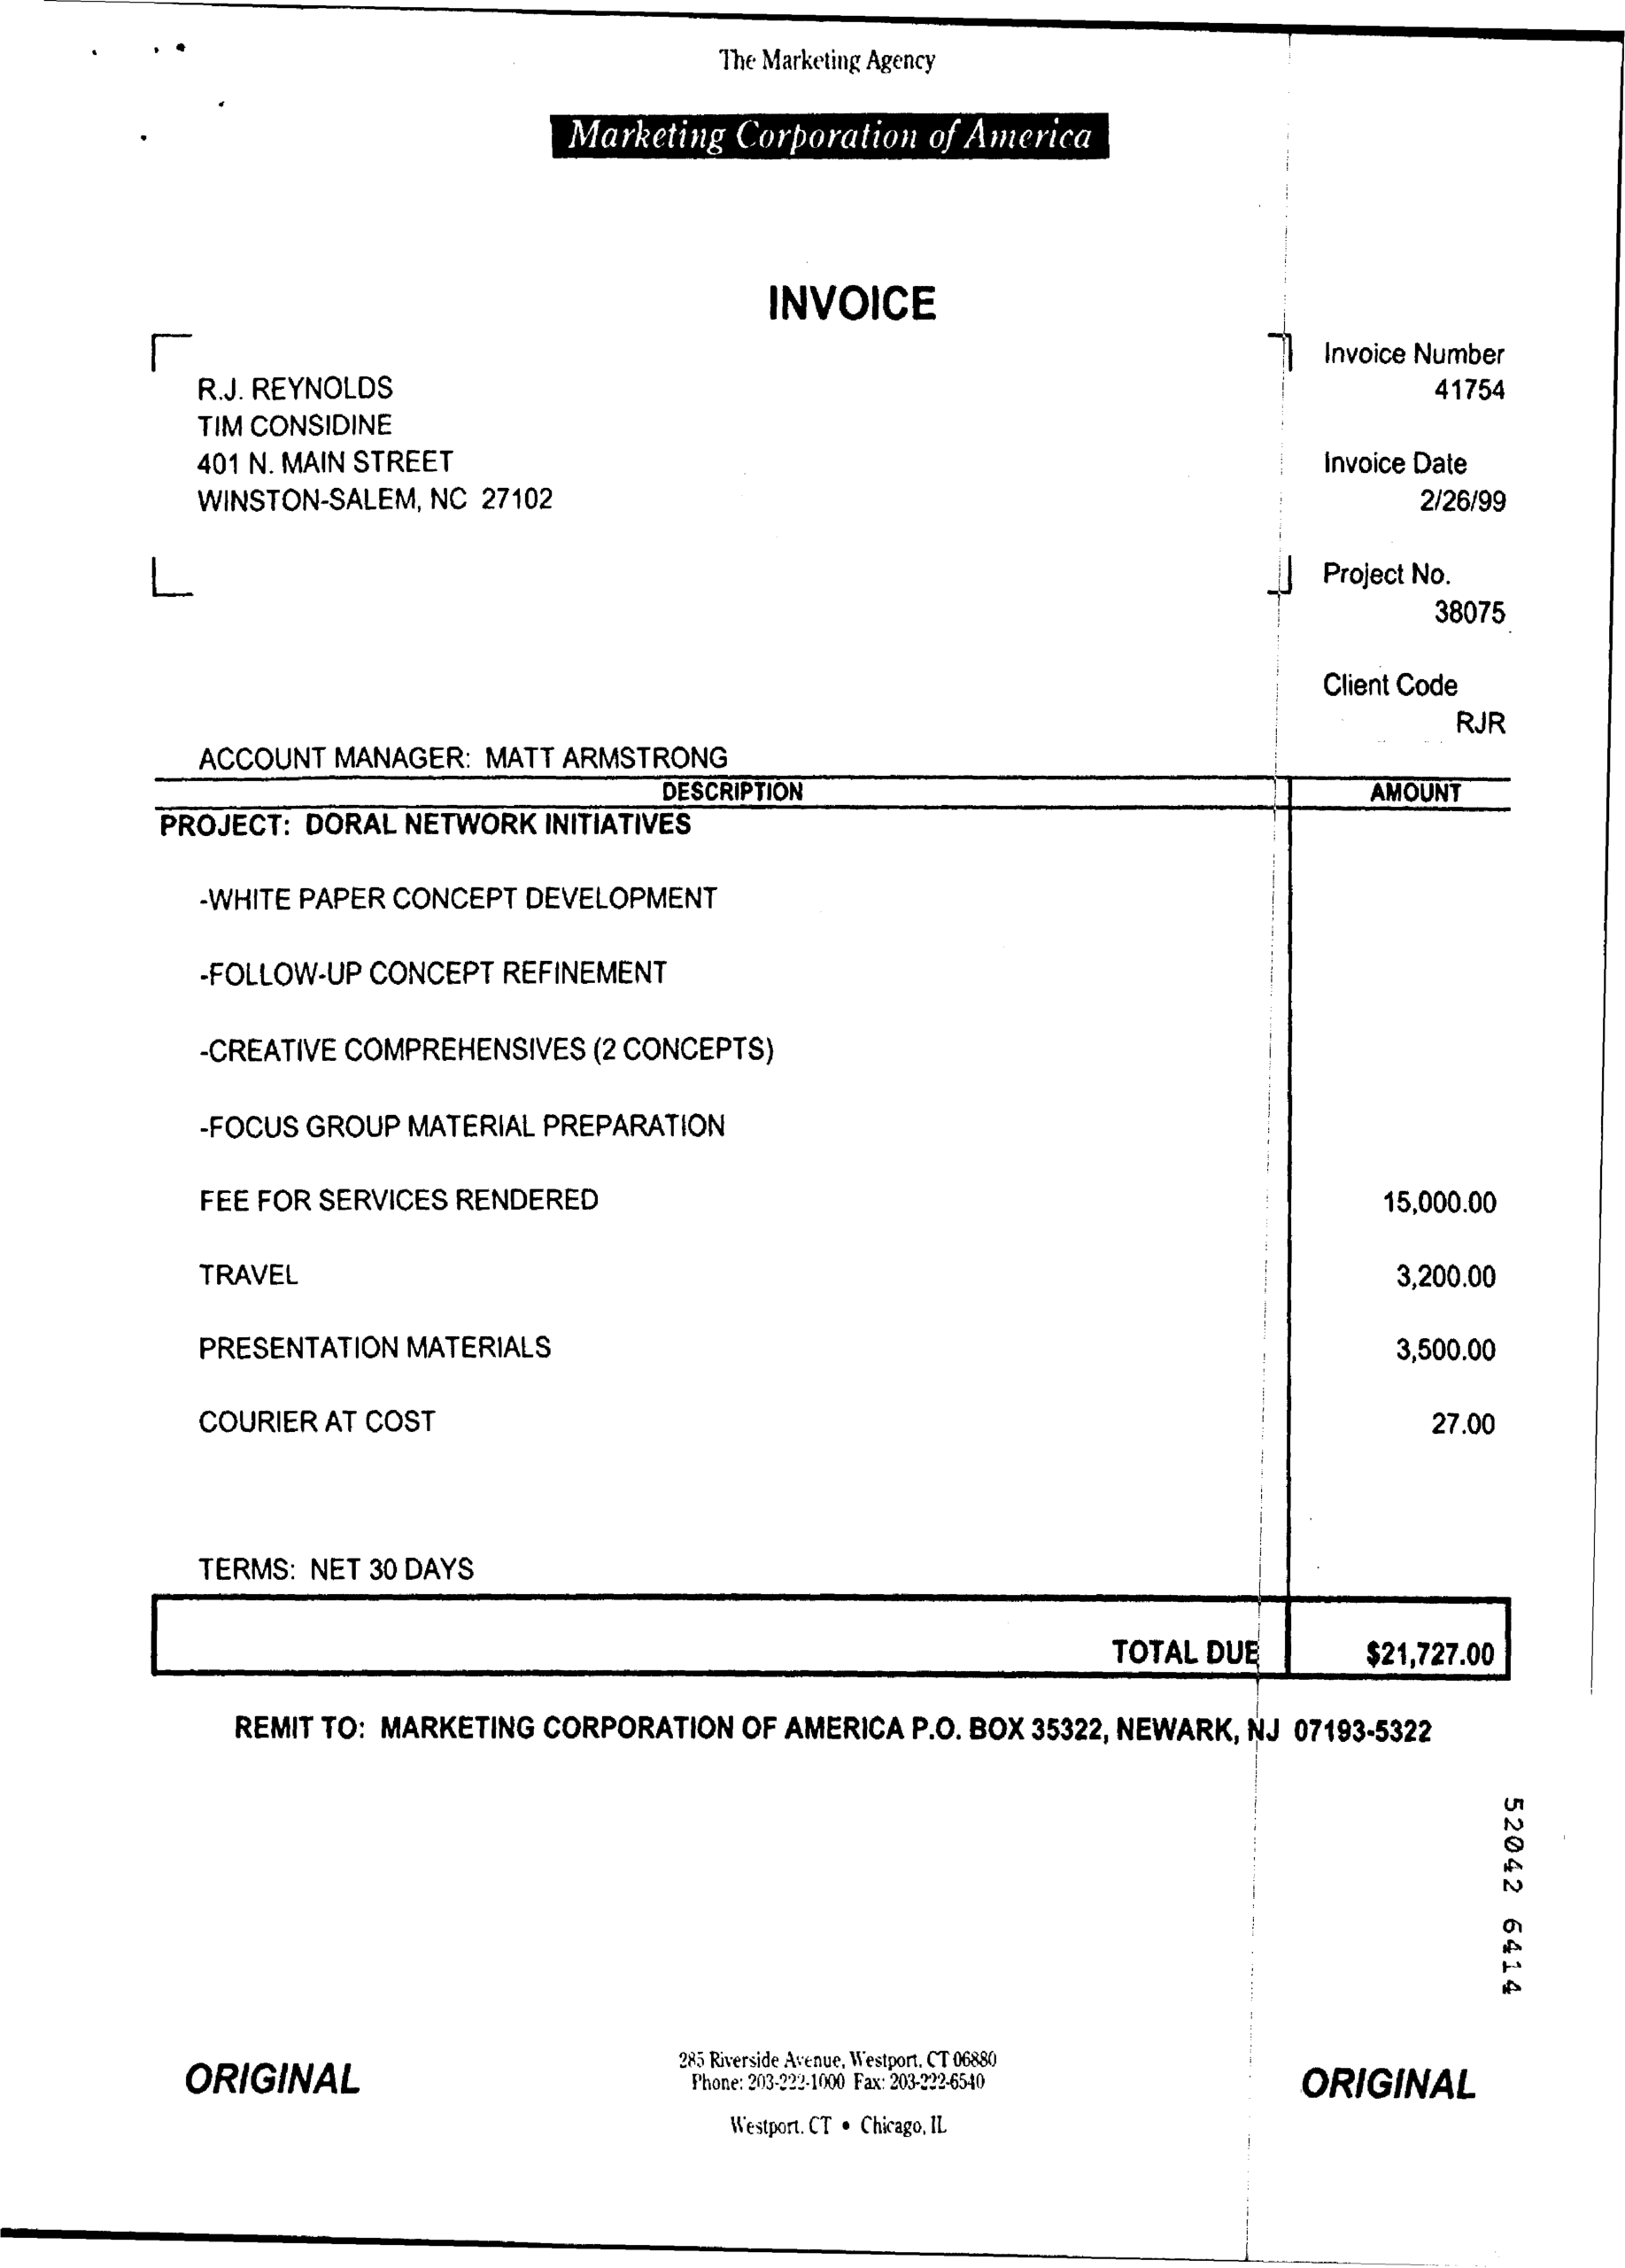 The Marketing Agency
Marketing Corporation of America
INVOICE
R.J. REYNOLDS
TIM CONSIDINE
401 N. MAIN STREET
WINSTON-SALEM, NC 27102
Invoice Number
41754
Invoice Date
2/26/99
Project No.
38075
Client Code
RJR
ACCOUNT MANAGER: MATT ARMSTRONG
DESCRIPTION AMOUNT
PROJECT: DORAL NETWORK INITIATIVES
-WHITE PAPER CONCEPT DEVELOPMENT
-FOLLOW-UP CONCEPT REFINEMENT
-CREATIVE COMPREHENSIVES (2 CONCEPTS)
-FOCUS GROUP MATERIAL PREPARATION
FEE FOR SERVICES RENDERED 15,000.00
TRAVEL 3,200.00
PRESENTATION MATERIALS 3,500.00
COURIER AT COST 27.00
TERMS: NET 30 DAYS
TOTAL DUE $21,727.00
REMIT TO: MARKETING CORPORATION OF AMERICA P.O. BOX 35322, NEWARK, NJ 07193-5322
52042 6414
ORIGINAL
285 Riverside Avenue, Westport, CT 06880
Phone: 203-222-1000 Fax: 203-222-6540
Westport, CT • Chicago, IL
ORIGINAL